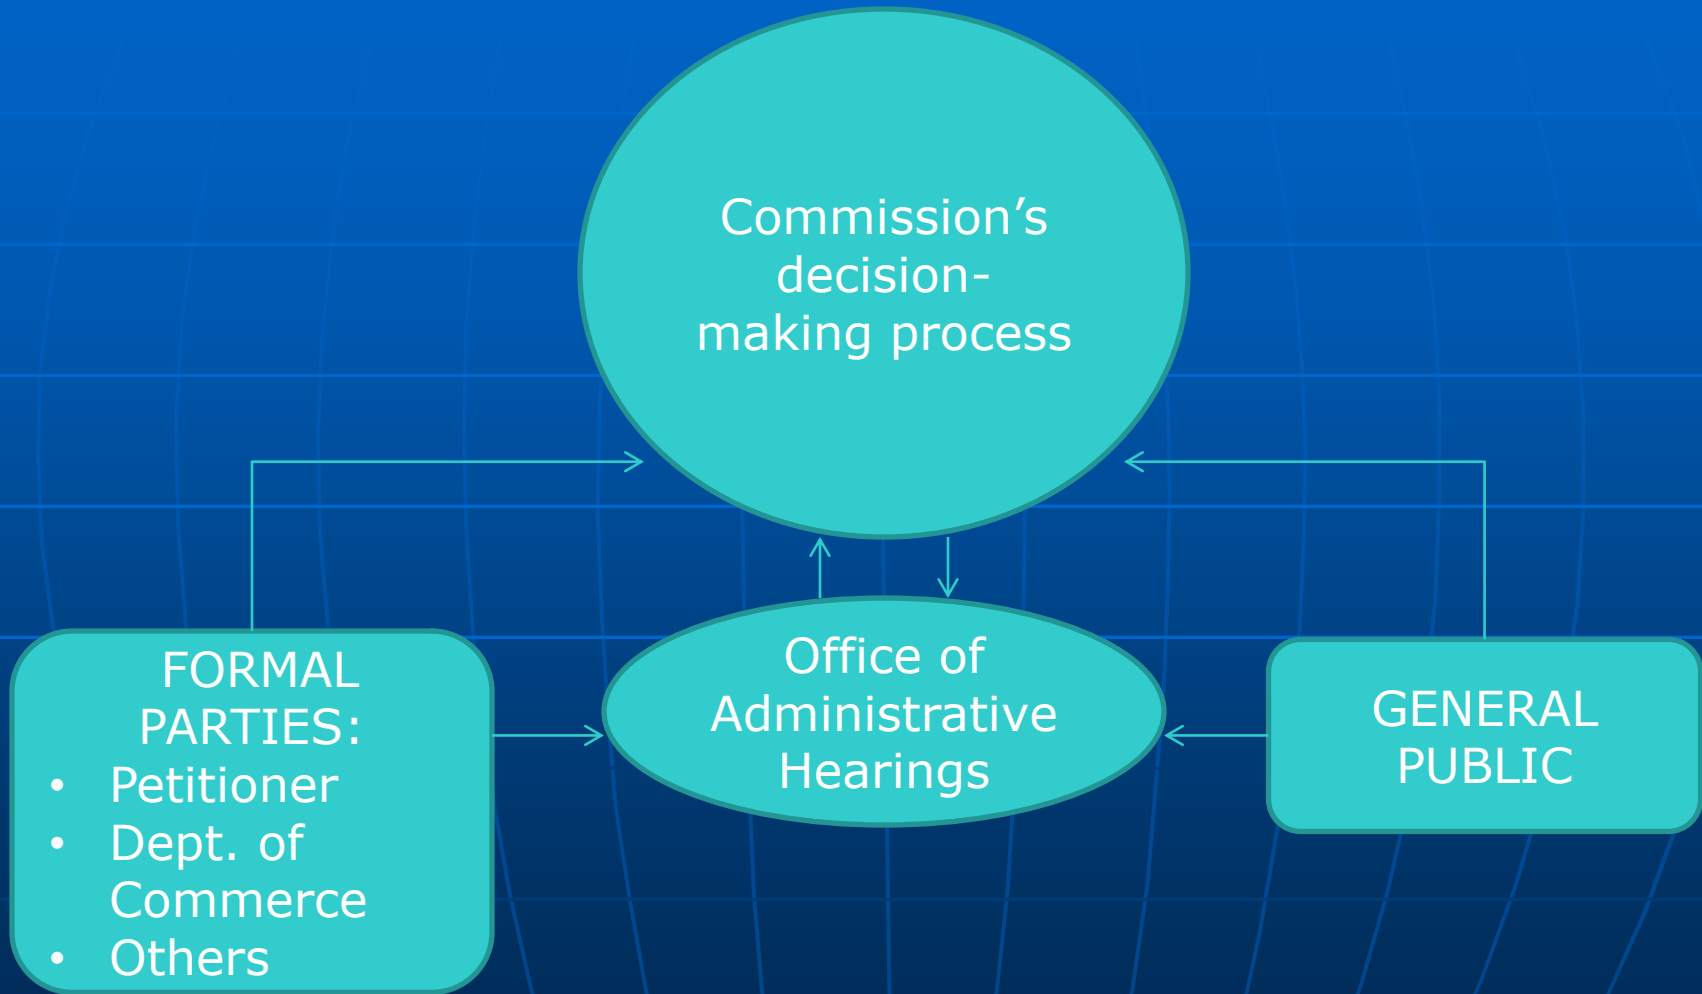 Commission’s
decision-
making process
Office of
Administrative
Hearings
FORMAL
PARTIES:
• Petitioner
• Dept. of
Commerce
• Others
GENERAL
PUBLIC